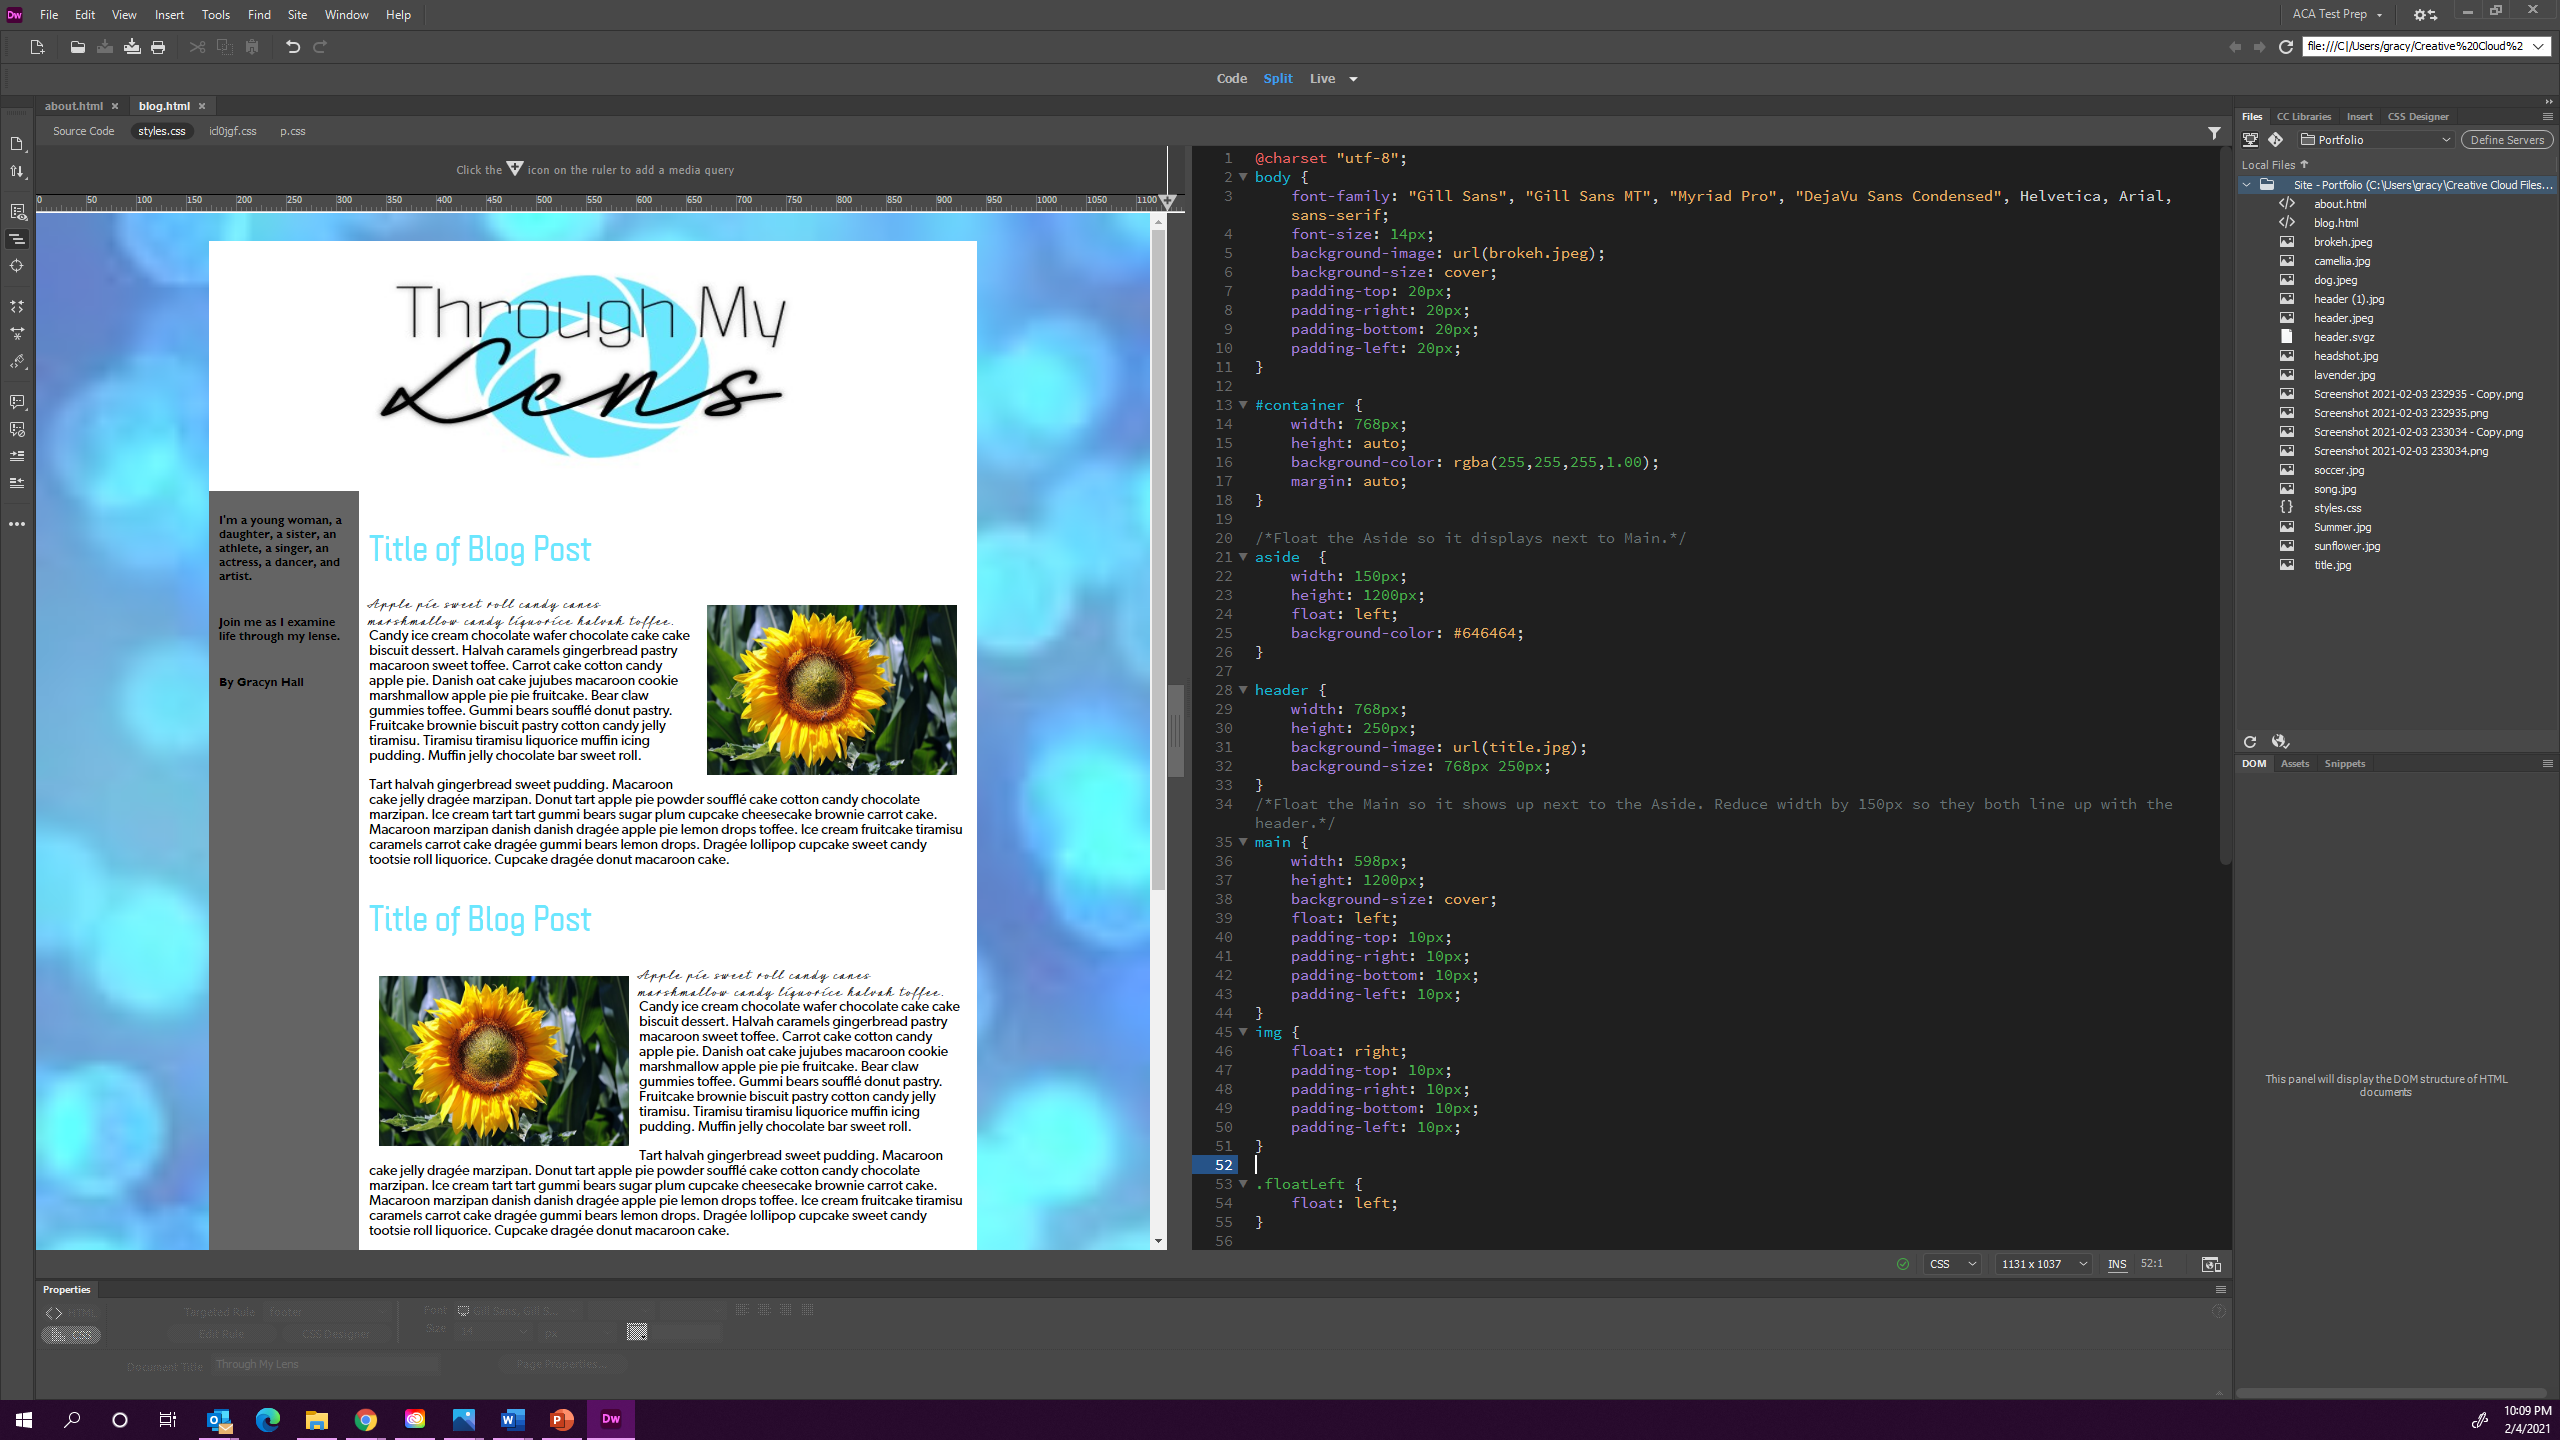 Dw File Edit View Insert Tools Find Site Window Help
ACA Test Prep
file:///C|/Users/gracy/Creative%20Cloud%2
Code Split Live
about.html blog.html
Source Code styles.css icl0jgf.css p.css
Click the icon on the ruler to add a media query
0 50 100 150 200 250 300 350 400 450 500 550 600 650 700 750 800 850 900 950 1000 1050 1100
Through My
Lens
I'm a young woman, a
daughter, a sister, an
athlete, a singer, an
actress, a dancer, and
artist.
Join me as I examine
life through my lense.
By Gracyn Hall
Title of Blog Post
Apple pie sweet roll candy canes
marshmallow candy liquorice halvah toffee.
Candy ice cream chocolate wafer chocolate cake cake
biscuit dessert. Halvah caramels gingerbread pastry
macaroon sweet toffee. Carrot cake cotton candy
apple pie. Danish oat cake jujubes macaroon cookie
marshmallow apple pie pie fruitcake. Bear claw
gummies toffee. Gummi bears soufflé donut pastry.
Fruitcake brownie biscuit pastry cotton candy jelly
tiramisu. Tiramisu tiramisu liquorice muffin icing
pudding. Muffin jelly chocolate bar sweet roll.
Tart halvah gingerbread sweet pudding. Macaroon
cake jelly dragée marzipan. Donut tart apple pie powder soufflé cake cotton candy chocolate
marzipan. Ice cream tart tart gummi bears sugar plum cupcake cheesecake brownie carrot cake.
Macaroon marzipan danish danish dragée apple pie lemon drops toffee. Ice cream fruitcake tiramisu
caramels carrot cake dragée gummi bears lemon drops. Dragée lollipop cupcake sweet candy
tootsie roll liquorice. Cupcake dragée donut macaroon cake.
Title of Blog Post
Apple pie sweet roll candy canes
marshmallow candy liquorice halvah toffee.
Candy ice cream chocolate wafer chocolate cake cake
biscuit dessert. Halvah caramels gingerbread pastry
macaroon sweet toffee. Carrot cake cotton candy
apple pie. Danish oat cake jujubes macaroon cookie
marshmallow apple pie pie fruitcake. Bear claw
gummies toffee. Gummi bears soufflé donut pastry.
Fruitcake brownie biscuit pastry cotton candy jelly
tiramisu. Tiramisu tiramisu liquorice muffin icing
pudding. Muffin jelly chocolate bar sweet roll.
Tart halvah gingerbread sweet pudding. Macaroon
cake jelly dragée marzipan. Donut tart apple pie powder soufflé cake cotton candy chocolate
marzipan. Ice cream tart tart gummi bears sugar plum cupcake cheesecake brownie carrot cake.
Macaroon marzipan danish danish dragée apple pie lemon drops toffee. Ice cream fruitcake tiramisu
caramels carrot cake dragée gummi bears lemon drops. Dragée lollipop cupcake sweet candy
tootsie roll liquorice. Cupcake dragée donut macaroon cake.
1 @charset "utf-8";
2 body {
3 font-family: "Gill Sans", "Gill Sans MT", "Myriad Pro", "DejaVu Sans Condensed", Helvetica, Arial,
sans-serif;
4 font-size: 14px;
5 background-image: url(brokeh.jpeg);
6 background-size: cover;
7 padding-top: 20px;
8 padding-right: 20px;
9 padding-bottom: 20px;
10 padding-left: 20px;
11 }
12
13 #container {
14 width: 768px;
15 height: auto;
16 background-color: rgba(255,255,255,1.00);
17 margin: auto;
18 }
19
20 /*Float the Aside so it displays next to Main.*/
21 aside {
22 width: 150px;
23 height: 1200px;
24 float: left;
25 background-color: #646464;
26 }
27
28 header {
29 width: 768px;
30 height: 250px;
31 background-image: url(title.jpg);
32 background-size: 768px 250px;
33 }
34 /*Float the Main so it shows up next to the Aside. Reduce width by 150px so they both line up with the
header.*/
35 main {
36 width: 598px;
37 height: 1200px;
38 background-size: cover;
39 float: left;
40 padding-top: 10px;
41 padding-right: 10px;
42 padding-bottom: 10px;
43 padding-left: 10px;
44 }
45 img {
46 float: right;
47 padding-top: 10px;
48 padding-right: 10px;
49 padding-bottom: 10px;
50 padding-left: 10px;
51 }
52
53 .floatLeft {
54 float: left;
55 }
56
CSS 1131 x 1037 INS 52:1
Files CC Libraries Insert CSS Designer
Portfolio Define Servers
Local Files
Site - Portfolio (C:\Users\gracy\Creative Cloud Files...
about.html
blog.html
brokeh.jpeg
camellia.jpg
dog.jpeg
header (1).jpg
header.jpeg
header.svgz
headshot.jpg
lavender.jpg
Screenshot 2021-02-03 232935 - Copy.png
Screenshot 2021-02-03 232935.png
Screenshot 2021-02-03 233034 - Copy.png
Screenshot 2021-02-03 233034.png
soccer.jpg
song.jpg
styles.css
Summer.jpg
sunflower.jpg
title.jpg
DOM Assets Snippets
This panel will display the DOM structure of HTML
documents
Properties
HTML Targeted Rule footer Font Gill Sans, Gill S...
CSS Edit Rule CSS Designer Size 14 px
Document Title Through My Lens Page Properties...
Dw
10:09 PM
2/4/2021